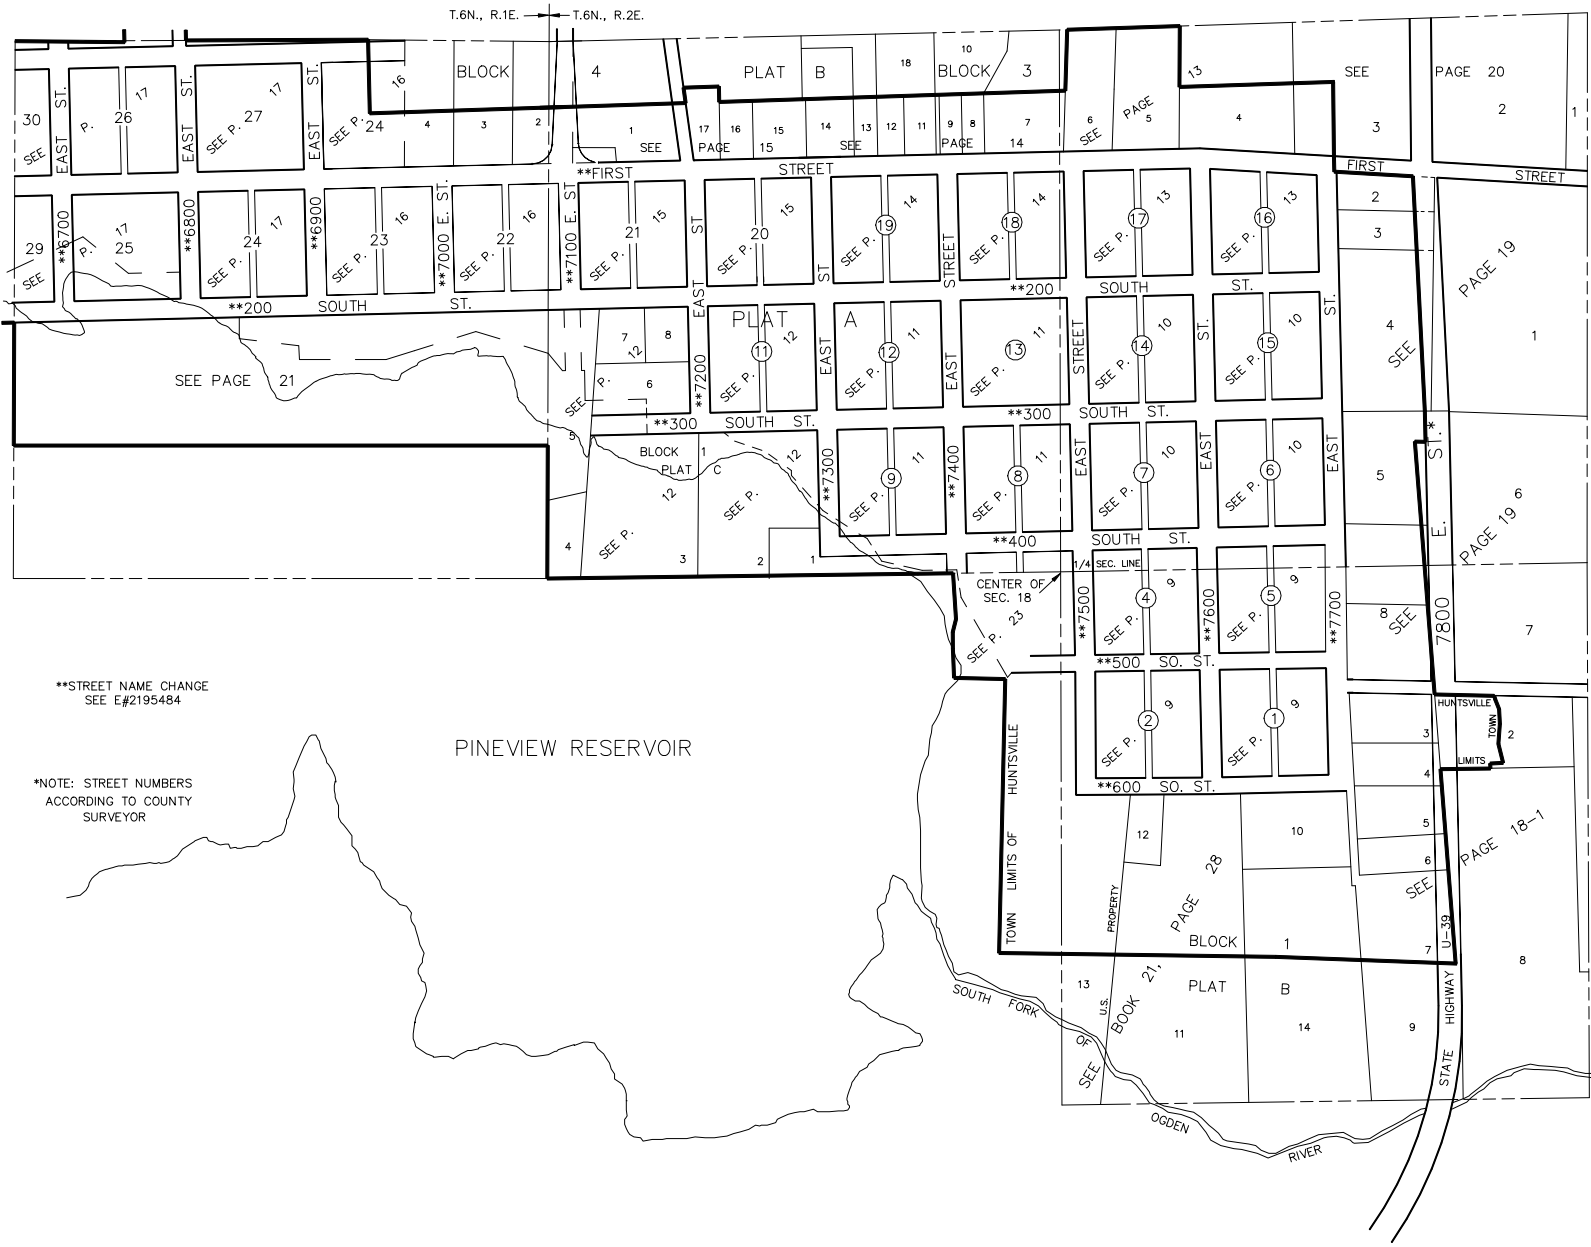 T.6N., R.1E.
T.6N., R.2E.
BLOCK 4
PLAT B
BLOCK 3
18
10
13
SEE PAGE 20
2
1
3
30
SEE
EAST ST.
P. 26 17
EAST ST.
SEE P. 27 17
EAST ST.
SEE P. 24 16
4
3
2
1
SEE PAGE 15
17
16
15
14
13
12
11
9
8
7
SEE PAGE 14
6
SEE PAGE 13
5
4
**FIRST STREET
FIRST STREET
29
SEE
**6700
P. 25 17
**6800
SEE P. 24 17
**6900
SEE P. 23 16
**7000 E. ST.
SEE P. 22 16
**7100 E. ST
SEE P. 21 15
EAST ST
SEE P. 20 15
ST
SEE P. 19 14
STREET
SEE P. 18 14
SEE P. 17 13
SEE P. 16 13
2
3
PAGE 19
1
**200 SOUTH ST.
**200 SOUTH ST.
PLAT A
SEE PAGE 21
7
8
12
6
SEE P.
5
**7200
SEE P. 11 12
EAST
SEE P. 12 11
EAST
13 11
STREET
SEE P. 14 10
ST.
SEE P. 15 10
ST.
4
SEE
**300 SOUTH ST.
**300 SOUTH ST.
BLOCK 1
PLAT C
12
SEE P.
12
SEE P.
4
3
2
1
**7300
SEE P. 9 11
**7400
SEE P. 8 11
EAST
SEE P. 7 10
EAST
SEE P. 6 10
EAST
5
E. ST.*
6
PAGE 19
**400 SOUTH ST.
1/4 SEC. LINE
CENTER OF
SEC. 18
SEE P. 23
**7500
SEE P. 4 9
**7600
SEE P. 5 9
**7700
8
SEE
7800
7
**500 SO. ST.
SEE P. 2 9
SEE P. 1 9
**600 SO. ST.
HUNTSVILLE
TOWN
LIMITS
2
3
4
5
6
7
**STREET NAME CHANGE
SEE E#2195484
PINEVIEW RESERVOIR
*NOTE: STREET NUMBERS
ACCORDING TO COUNTY
SURVEYOR
TOWN LIMITS OF HUNTSVILLE
12
10
SEE BOOK 21, PAGE 28
U.S. PROPERTY
BLOCK 1
PLAT B
13
11
14
9
8
SEE PAGE 18-1
STATE HIGHWAY U-39
SOUTH FORK OF OGDEN RIVER